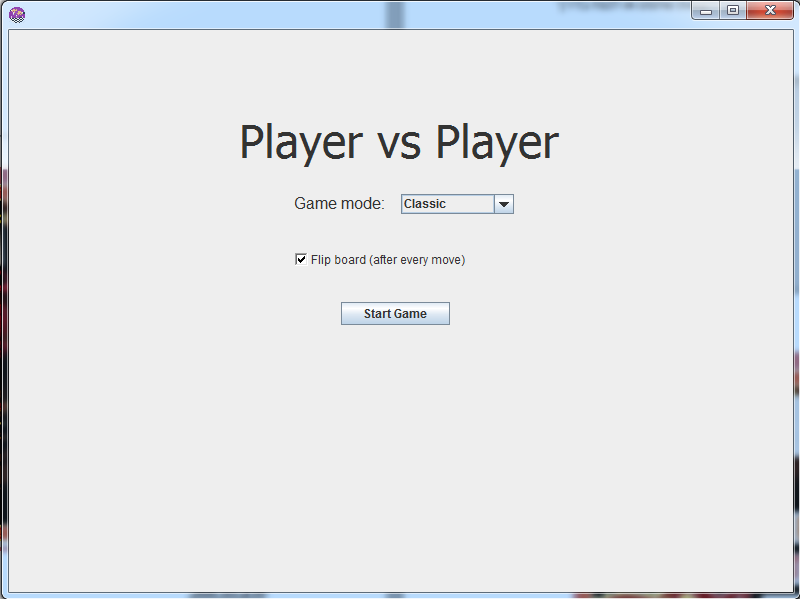 Player vs Player
Game mode: Classic
Flip board (after every move)
Start Game